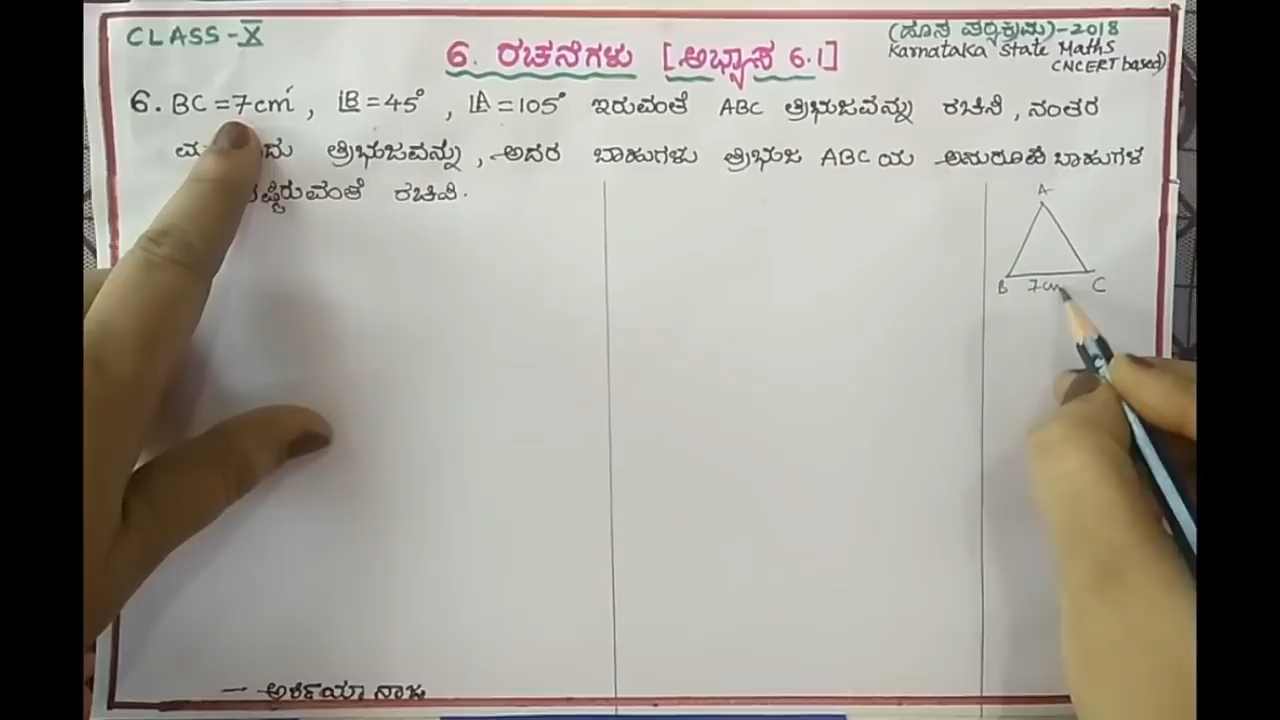 CLASS-X
(ಹೊಸ ಪಠ್ಯಕ್ರಮ)-2018
Karnataka State Maths
(NCERT based)
6. ರಚನೆಗಳು [ಅಭ್ಯಾಸ 6.1]
6. BC = 7cm, ∠B = 45°, ∠A = 105° ಇರುವಂತೆ ABC ತ್ರಿಭುಜವನ್ನು ರಚಿಸಿ, ನಂತರ
ತ್ರಿಭುಜವನ್ನು, ಅದರ ಬಾಹುಗಳು ತ್ರಿಭುಜ ABC ಯ ಅನುರೂಪ ಬಾಹುಗಳ
ರಚಿಸಿ.
A
B 7cm C